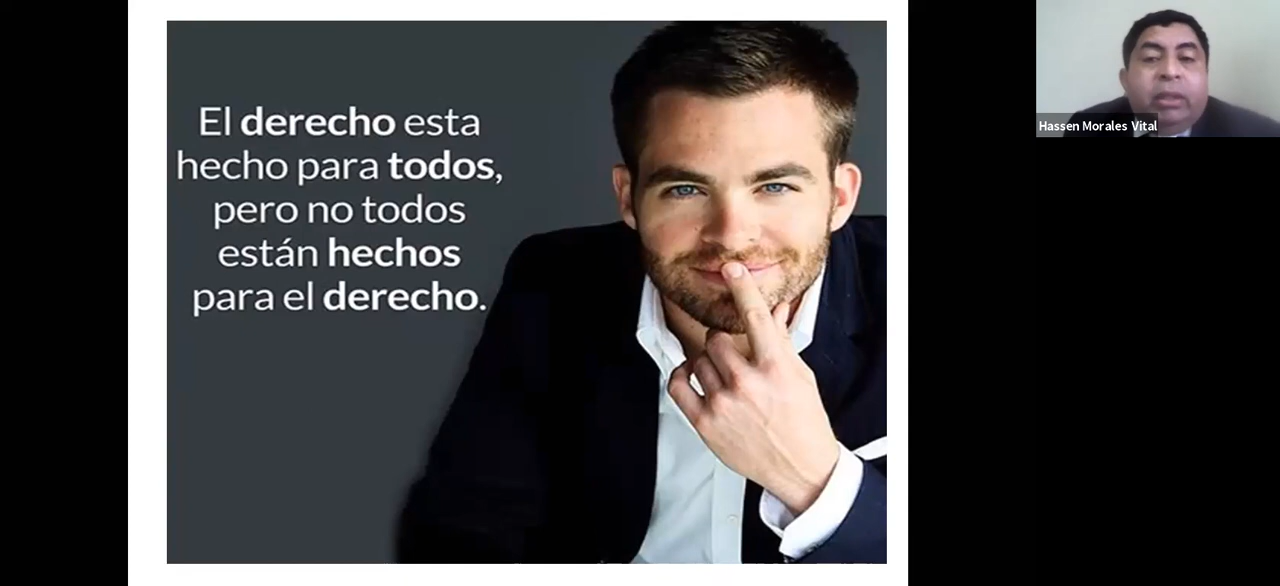 El derecho esta
hecho para todos,
pero no todos
están hechos
para el derecho.
Hassen Morales Vital